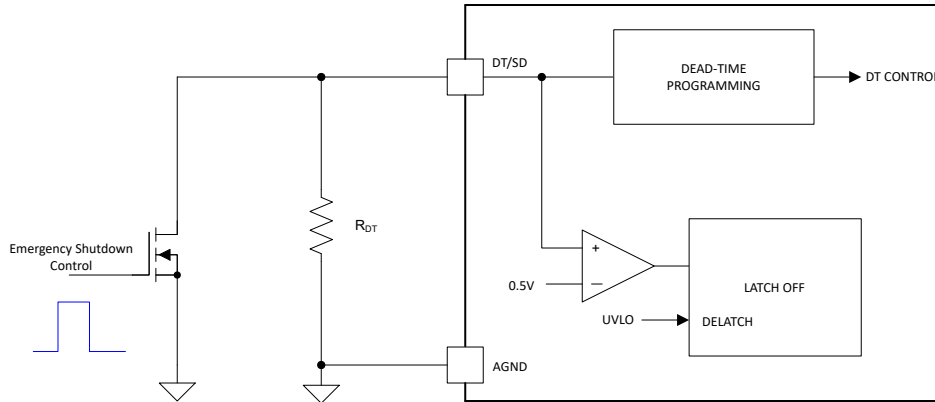 DT/SD
DEAD-TIME
PROGRAMMING
DT CONTROL
RDT
Emergency Shutdown
Control
+
0.5V
−
LATCH OFF
UVLO
DELATCH
AGND